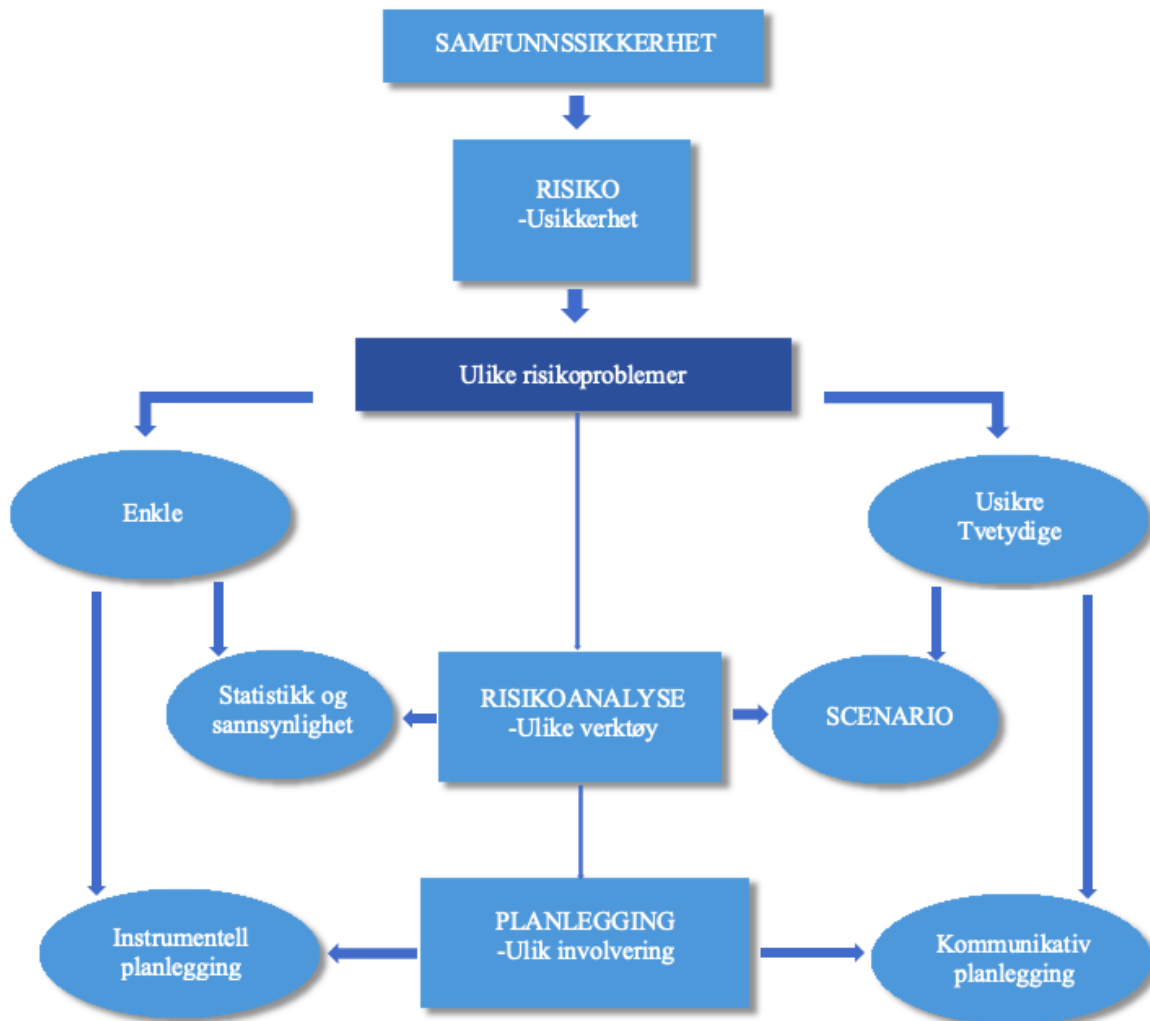 SAMFUNNSSIKKERHET
RISIKO
-Usikkerhet
Ulike risikoproblemer
Enkle
Usikre
Tvetydige
Statistikk og
sannsynlighet
RISIKOANALYSE
-Ulike verktøy
SCENARIO
Instrumentell
planlegging
PLANLEGGING
-Ulik involvering
Kommunikativ
planlegging